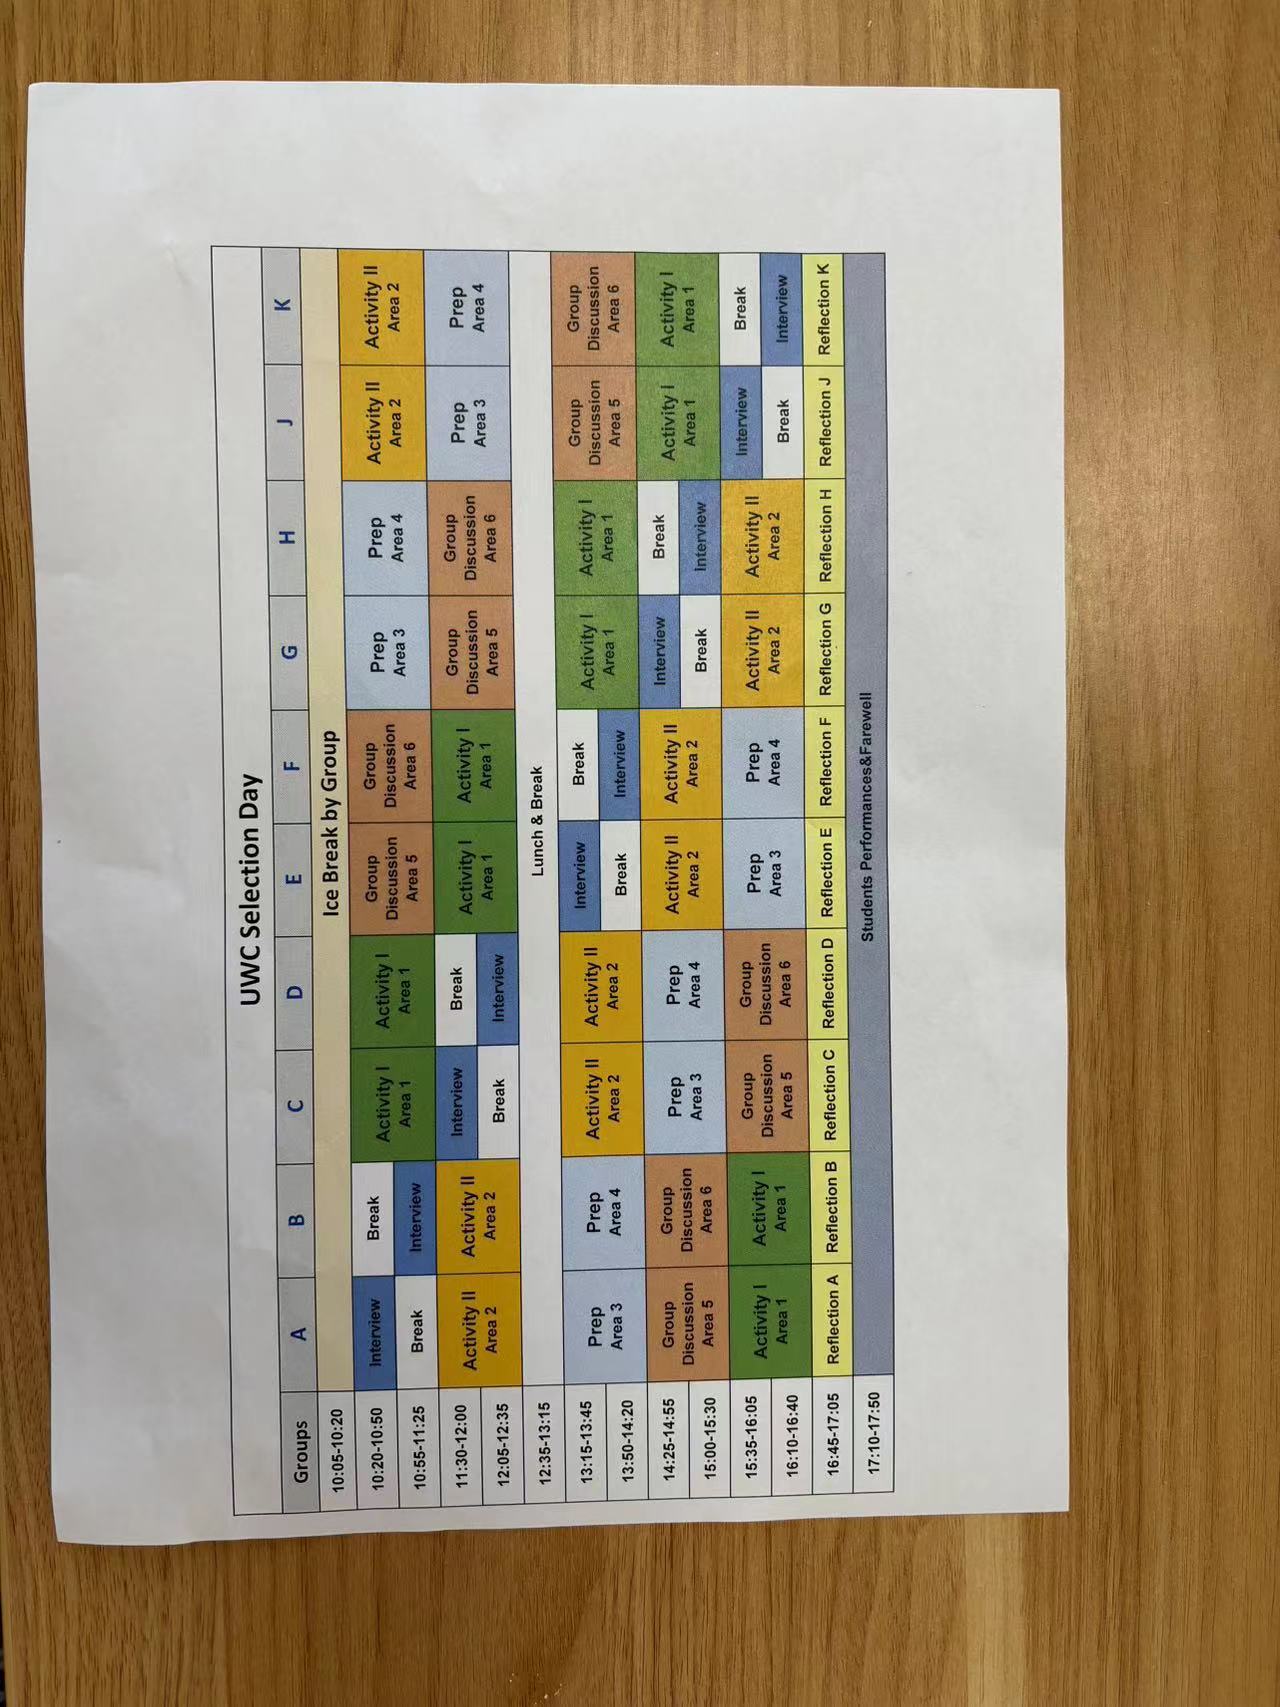 UWC Selection Day
Groups A B C D E F G H J K
10:05-10:20 Ice Break by Group
10:20-10:50 Interview Break Activity I Area 1 Activity I Area 1 Group Discussion Area 5 Group Discussion Area 6 Prep Area 3 Prep Area 4 Activity II Area 2 Activity II Area 2
10:55-11:25 Break Interview
11:30-12:00 Activity II Area 2 Activity II Area 2 Interview Break Activity I Area 1 Activity I Area 1 Group Discussion Area 5 Group Discussion Area 6 Prep Area 3 Prep Area 4
12:05-12:35 Break Interview
12:35-13:15 Lunch & Break
13:15-13:45 Prep Area 3 Prep Area 4 Activity II Area 2 Activity II Area 2 Interview Break Activity I Area 1 Activity I Area 1 Group Discussion Area 5 Group Discussion Area 6
13:50-14:20 Break Interview
14:25-14:55 Group Discussion Area 5 Group Discussion Area 6 Prep Area 3 Prep Area 4 Activity II Area 2 Activity II Area 2 Interview Break Activity I Area 1 Activity I Area 1
15:00-15:30 Break Interview
15:35-16:05 Activity I Area 1 Activity I Area 1 Group Discussion Area 5 Group Discussion Area 6 Prep Area 3 Prep Area 4 Activity II Area 2 Activity II Area 2 Interview Break
16:10-16:40 Break Interview
16:45-17:05 Reflection A Reflection B Reflection C Reflection D Reflection E Reflection F Reflection G Reflection H Reflection J Reflection K
17:10-17:50 Students Performances&Farewell